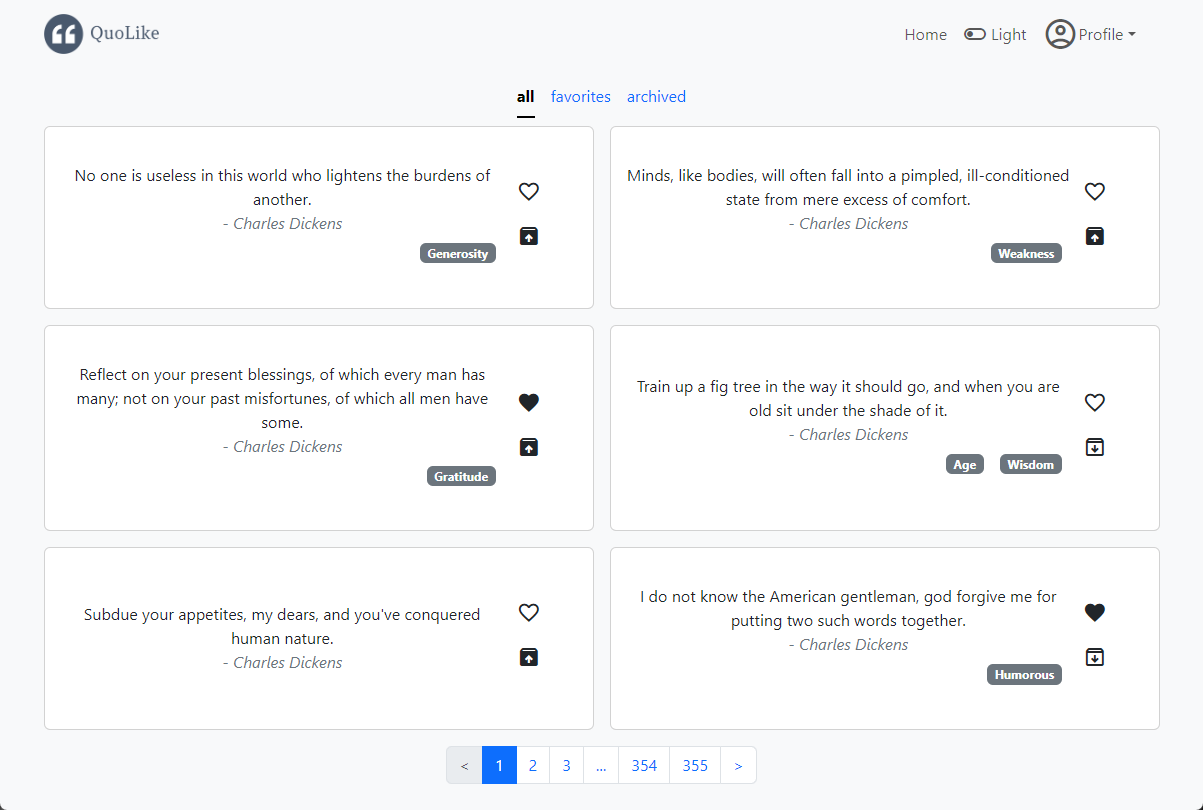 QuoLike
Home Light Profile
all favorites archived
No one is useless in this world who lightens the burdens of
another.
- Charles Dickens
Generosity
Minds, like bodies, will often fall into a pimpled, ill-conditioned
state from mere excess of comfort.
- Charles Dickens
Weakness
Reflect on your present blessings, of which every man has
many; not on your past misfortunes, of which all men have
some.
- Charles Dickens
Gratitude
Train up a fig tree in the way it should go, and when you are
old sit under the shade of it.
- Charles Dickens
Age Wisdom
Subdue your appetites, my dears, and you've conquered
human nature.
- Charles Dickens
I do not know the American gentleman, god forgive me for
putting two such words together.
- Charles Dickens
Humorous
< 1 2 3 ... 354 355 >